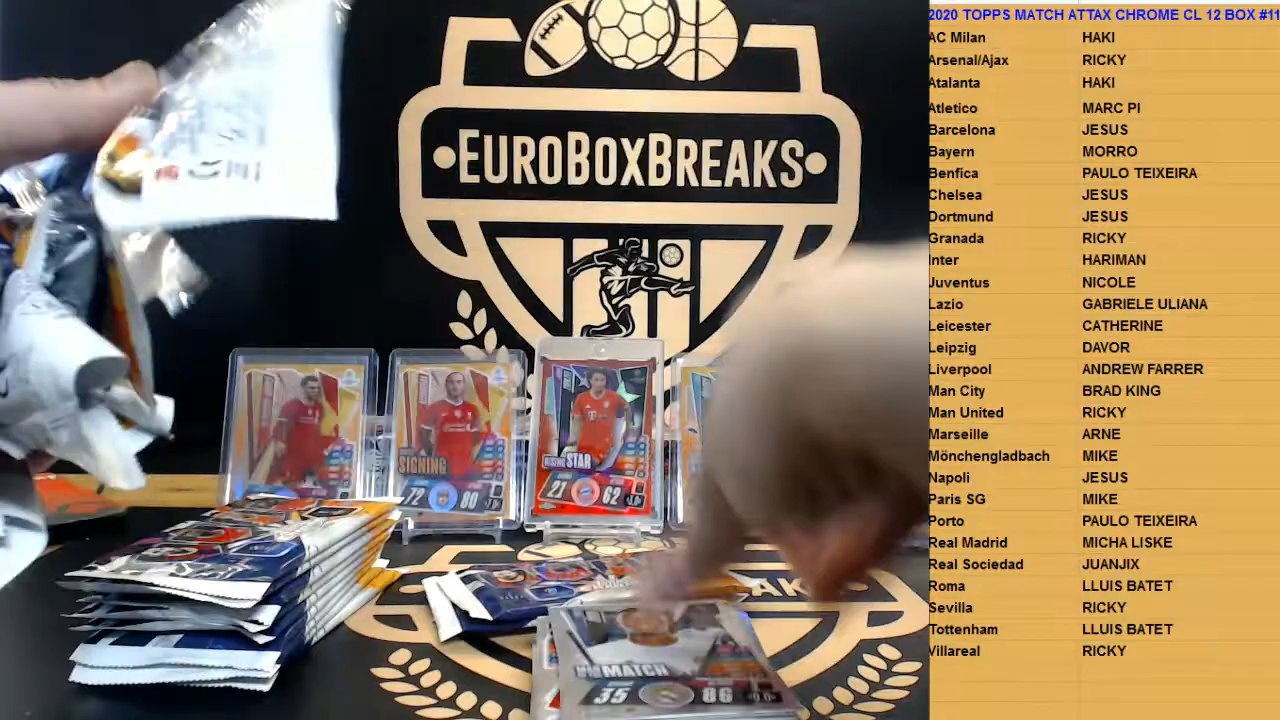 EUROBOXBREAKS
SIGNING
72 80
RISING STAR
21 62
MATCH
35 86
2020 TOPPS MATCH ATTAX CHROME CL 12 BOX #11
AC Milan HAKI
Arsenal/Ajax RICKY
Atalanta HAKI
Atletico MARC PI
Barcelona JESUS
Bayern MORRO
Benfica PAULO TEIXEIRA
Chelsea JESUS
Dortmund JESUS
Granada RICKY
Inter HARIMAN
Juventus NICOLE
Lazio GABRIELE ULIANA
Leicester CATHERINE
Leipzig DAVOR
Liverpool ANDREW FARRER
Man City BRAD KING
Man United RICKY
Marseille ARNE
Mönchengladbach MIKE
Napoli JESUS
Paris SG MIKE
Porto PAULO TEIXEIRA
Real Madrid MICHA LISKE
Real Sociedad JUANJIX
Roma LLUIS BATET
Sevilla RICKY
Tottenham LLUIS BATET
Villareal RICKY